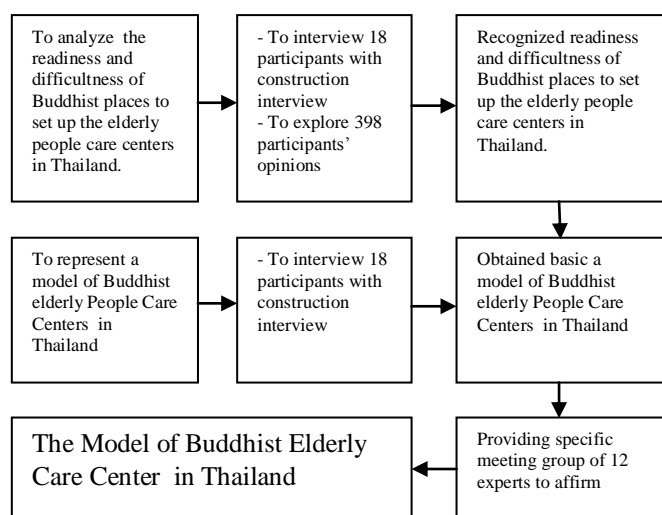 To analyze the
readiness and
difficultness of
Buddhist places to
set up the elderly
people care centers
in Thailand.
- To interview 18
participants with
construction
interview
- To explore 398
participants'
opinions
Recognized readiness
and difficultness of
Buddhist places to set
up the elderly people
care centers in
Thailand.
To represent a
model of Buddhist
elderly People Care
Centers in
Thailand
- To interview 18
participants with
construction
interview
Obtained basic a
model of Buddhist
elderly People Care
Centers in Thailand
The Model of Buddhist Elderly
Care Center in Thailand
Providing specific
meeting group of 12
experts to affirm